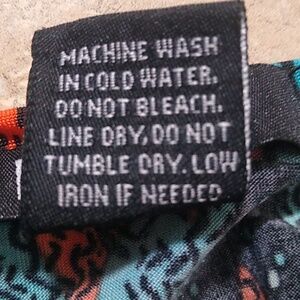 MACHINE WASH
IN COLD WATER.
DO NOT BLEACH.
LINE DRY, DO NOT
TUMBLE DRY. LOW
IRON IF NEEDED